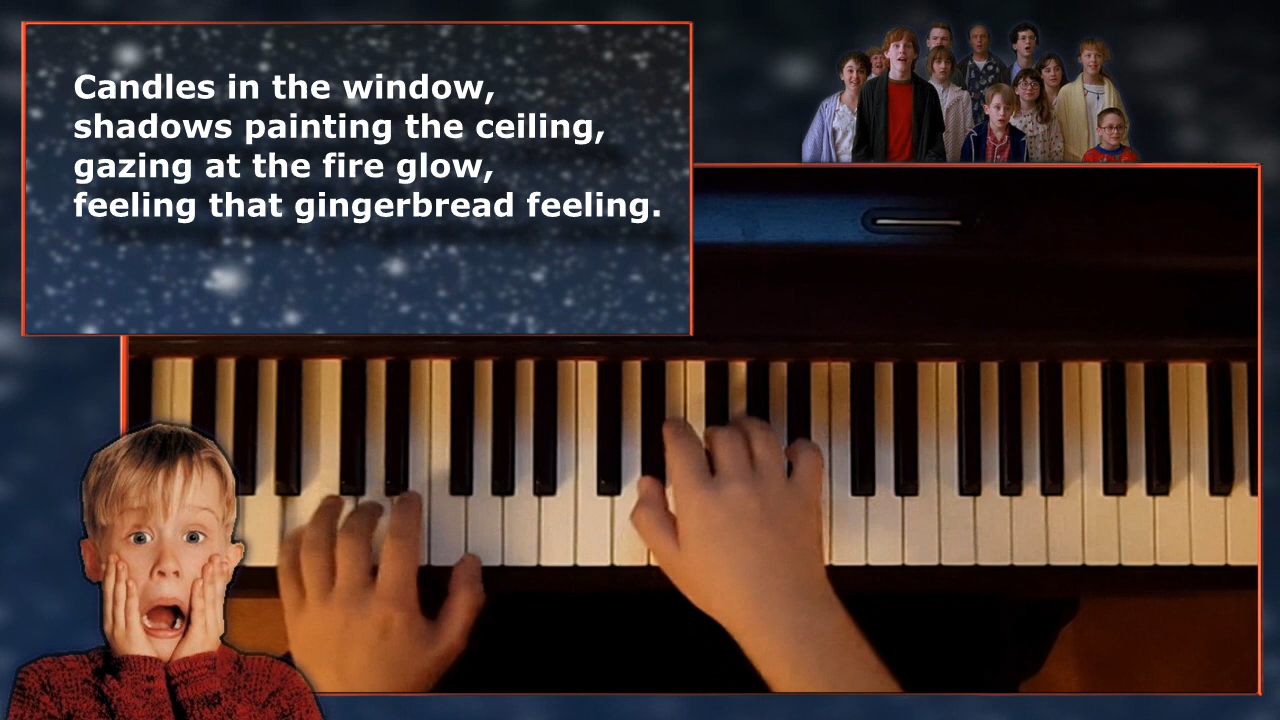 Candles in the window,
shadows painting the ceiling,
gazing at the fire glow,
feeling that gingerbread feeling.